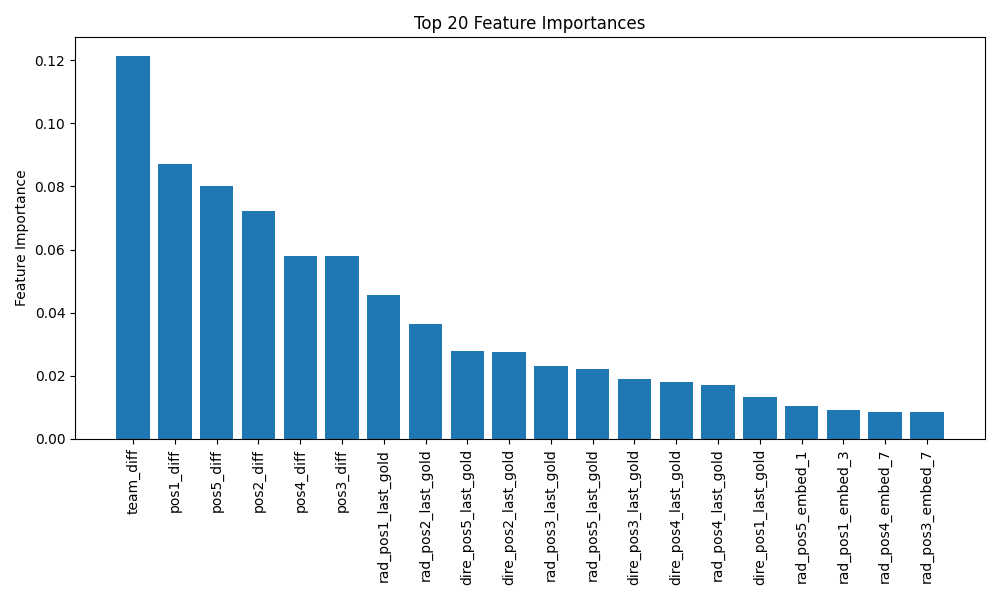 Top 20 Feature Importances
Feature Importance
0.12
0.10
0.08
0.06
0.04
0.02
0.00
team_diff
pos1_diff
pos5_diff
pos2_diff
pos4_diff
pos3_diff
rad_pos1_last_gold
rad_pos2_last_gold
dire_pos5_last_gold
dire_pos2_last_gold
rad_pos3_last_gold
rad_pos5_last_gold
dire_pos3_last_gold
dire_pos4_last_gold
rad_pos4_last_gold
dire_pos1_last_gold
rad_pos5_embed_1
rad_pos1_embed_3
rad_pos4_embed_7
rad_pos3_embed_7